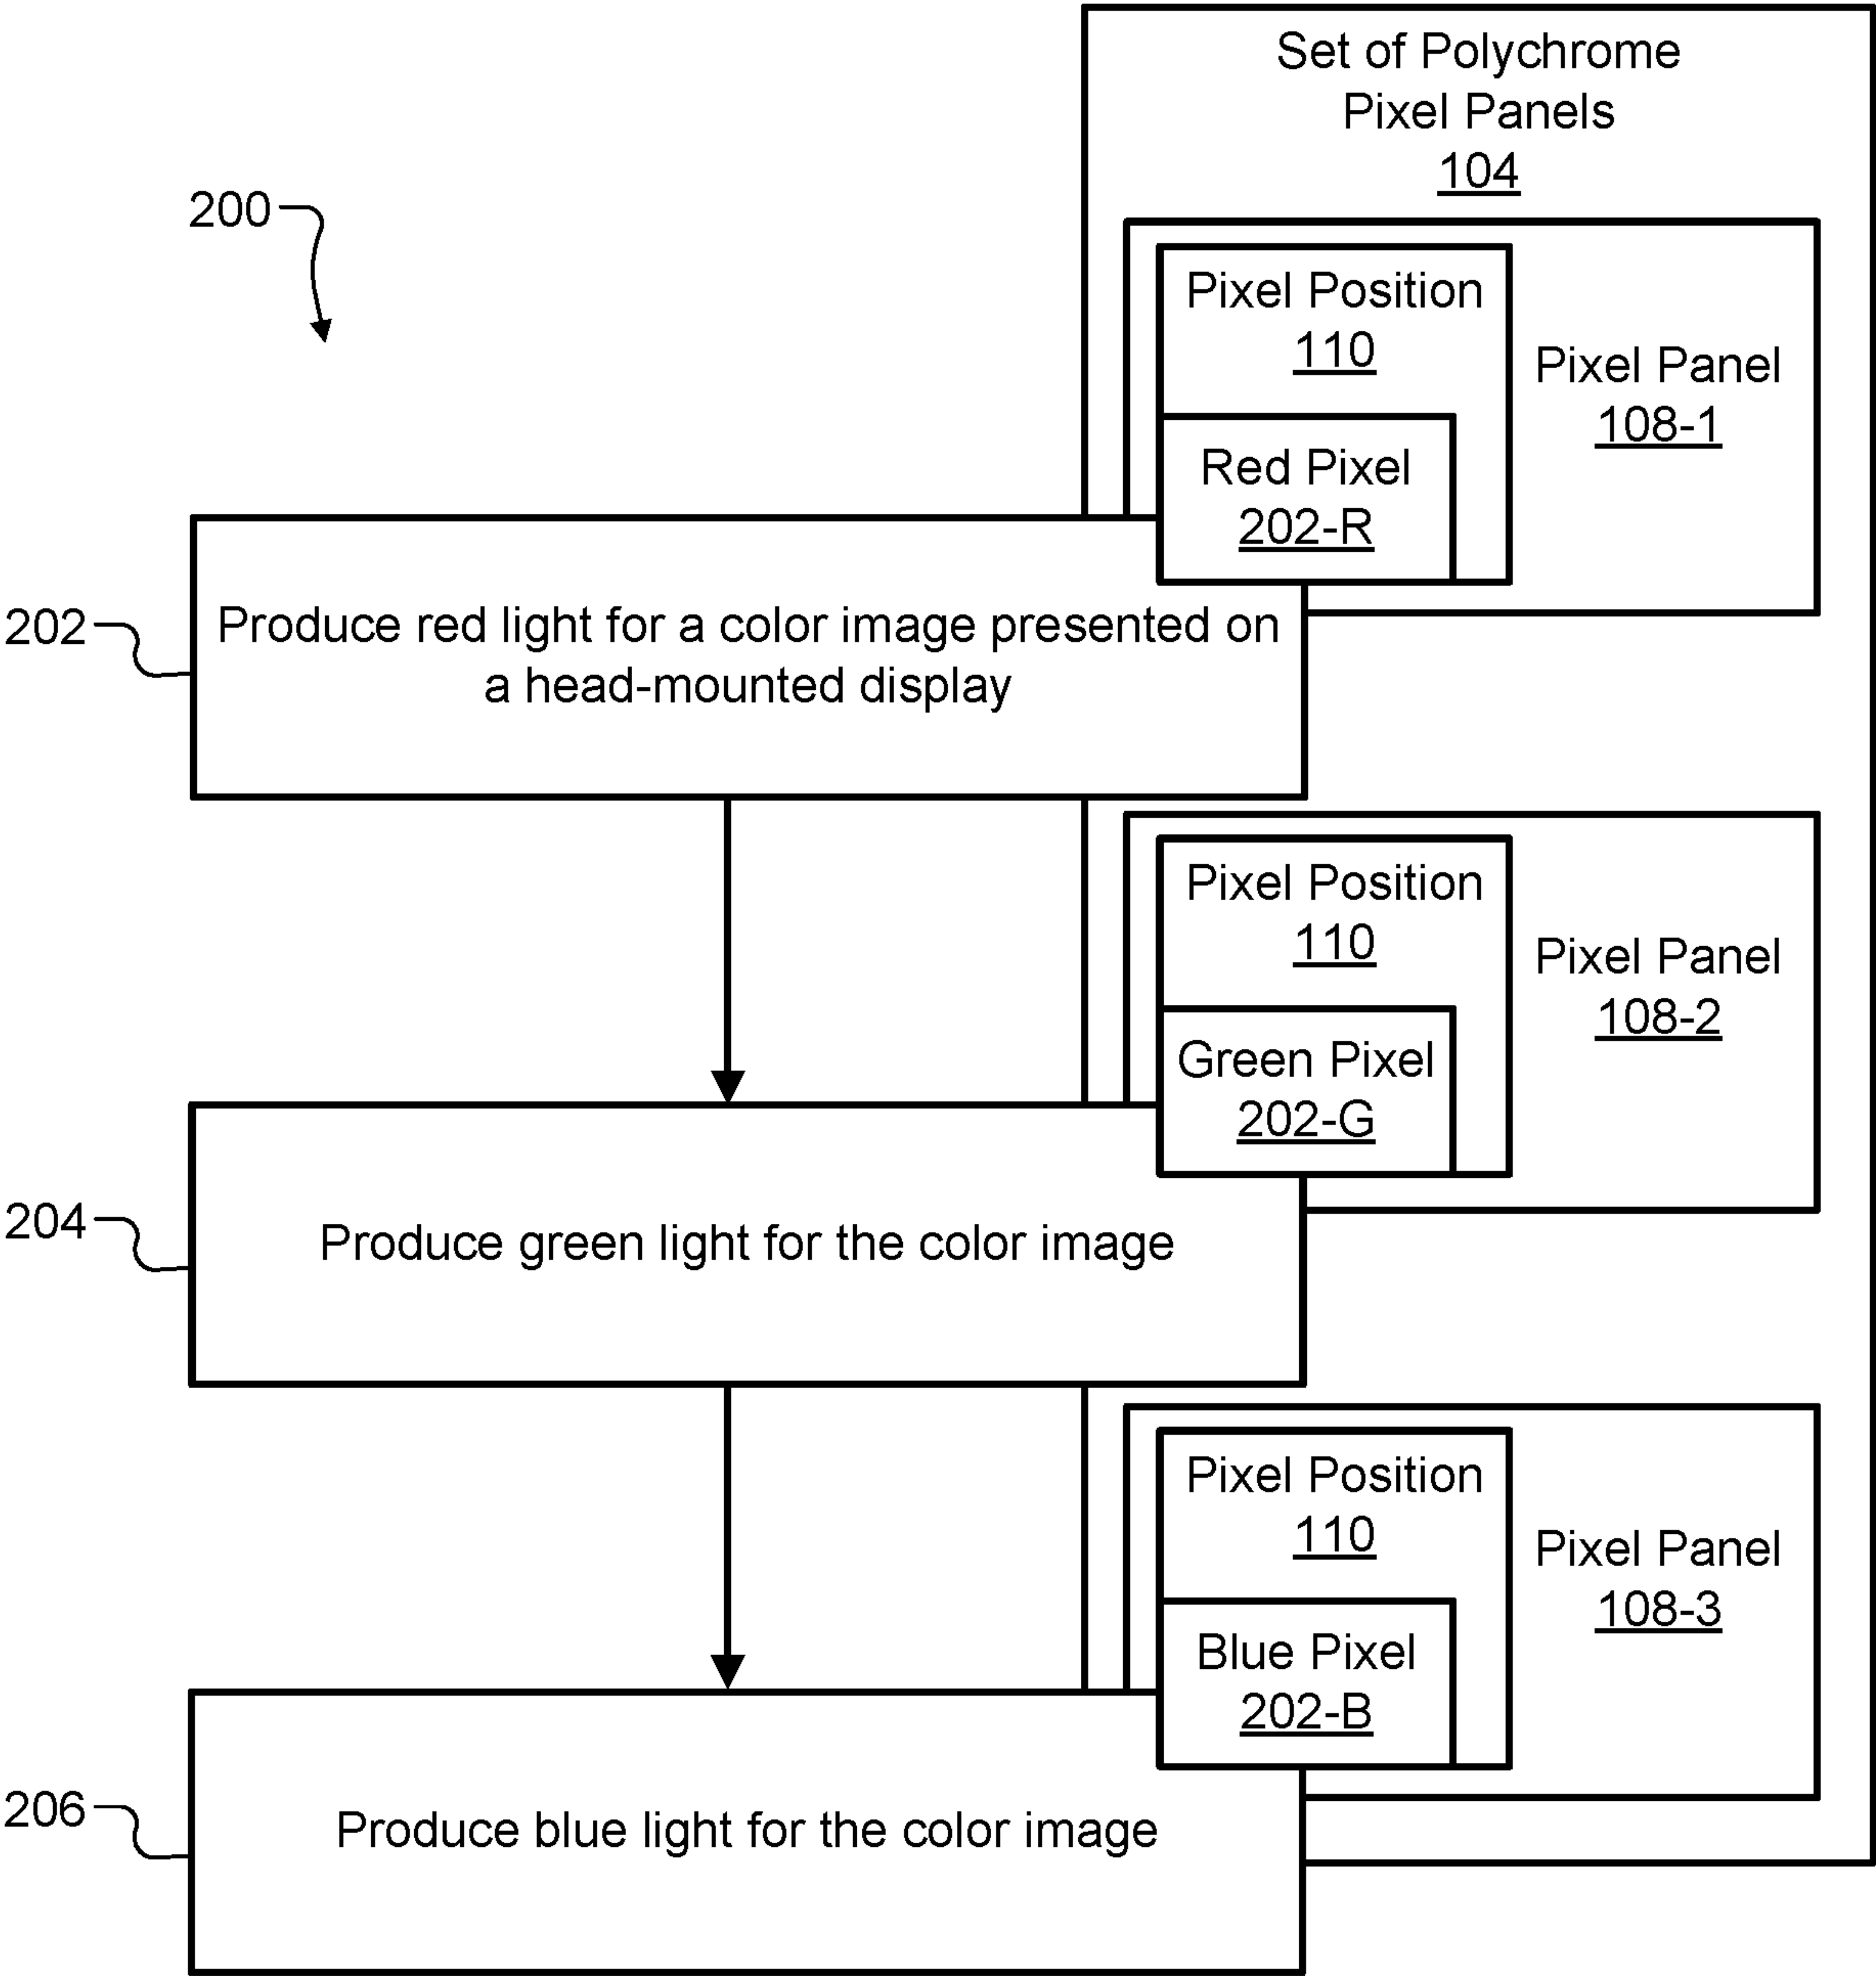 Set of Polychrome
Pixel Panels
104
200
Pixel Position
110
Pixel Panel
108-1
Red Pixel
202-R
202
Produce red light for a color image presented on
a head-mounted display
Pixel Position
110
Pixel Panel
108-2
Green Pixel
202-G
204
Produce green light for the color image
Pixel Position
110
Pixel Panel
108-3
Blue Pixel
202-B
206
Produce blue light for the color image